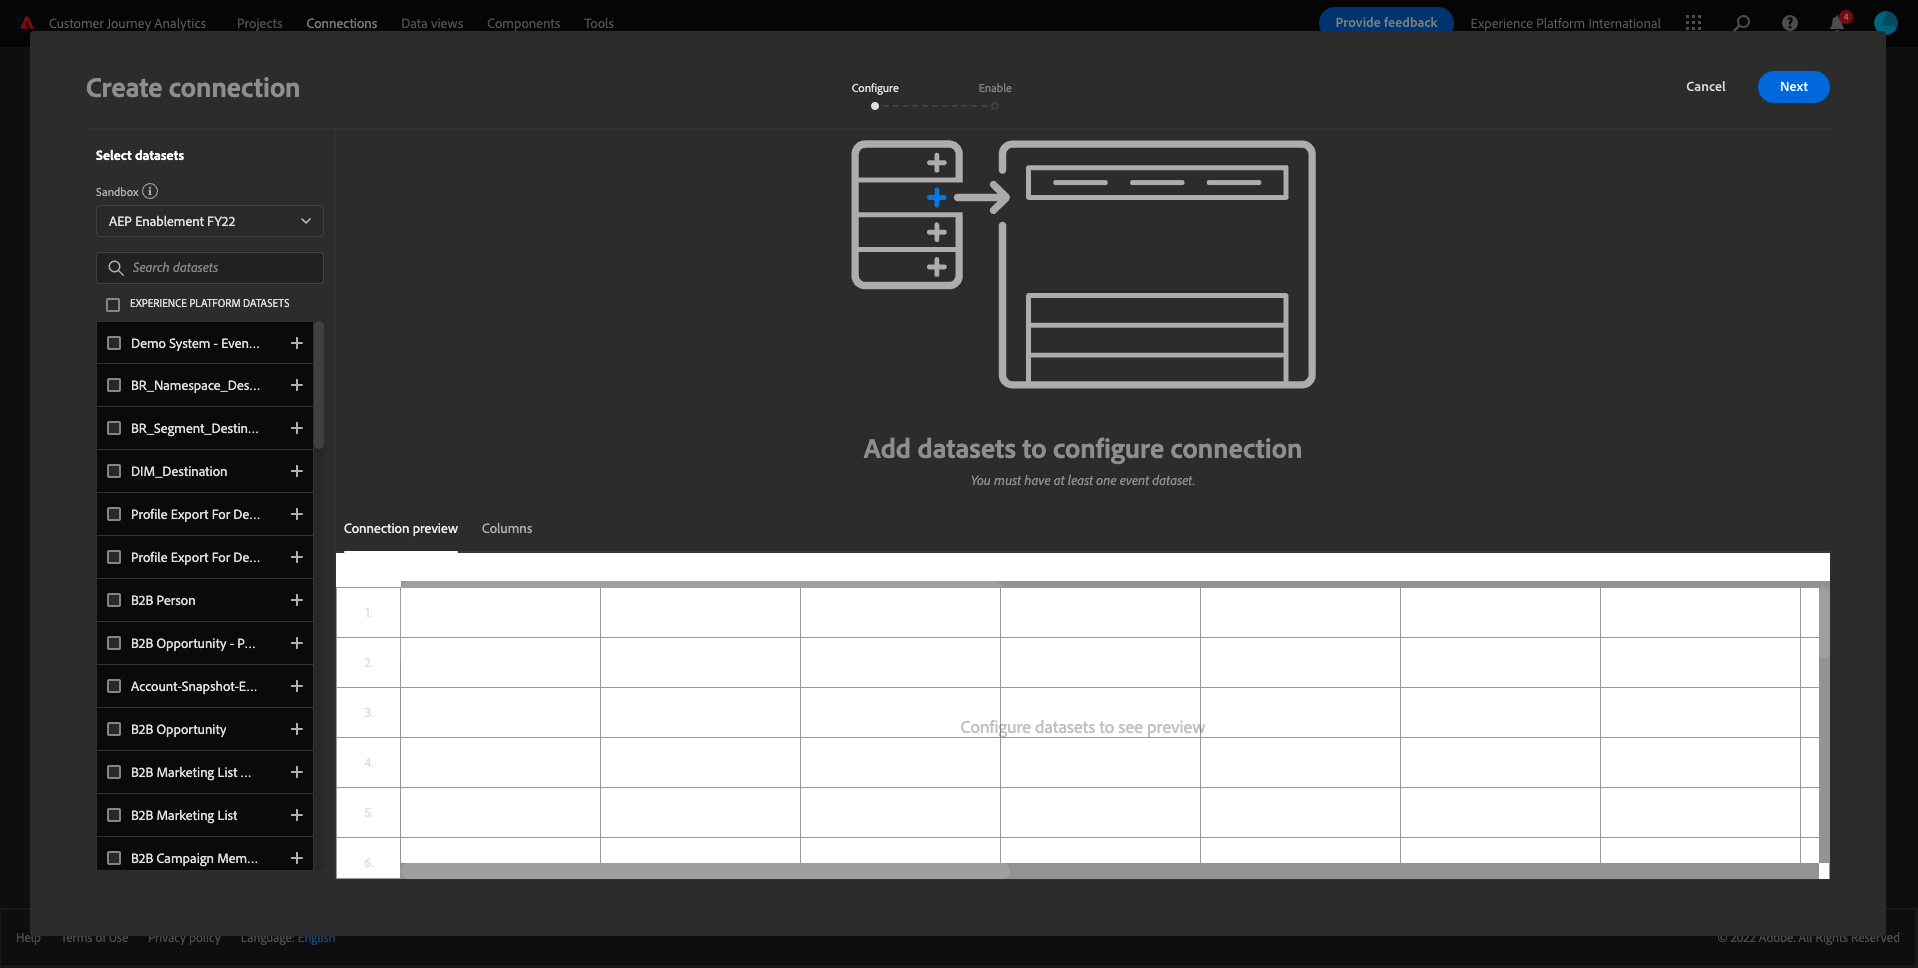 Customer Journey Analytics Projects Connections Data views Components Tools Provide feedback Experience Platform International 4
Create connection
Configure Enable
Cancel Next
Select datasets
Sandbox
AEP Enablement FY22
Search datasets
EXPERIENCE PLATFORM DATASETS
Demo System - Even...
BR_Namespace_Des...
BR_Segment_Destin...
DIM_Destination
Profile Export For De...
Profile Export For De...
B2B Person
B2B Opportunity - P...
Account-Snapshot-E...
B2B Opportunity
B2B Marketing List ...
B2B Marketing List
B2B Campaign Mem...
Add datasets to configure connection
You must have at least one event dataset.
Connection preview Columns
1.
2.
3.
Configure datasets to see preview
4.
5.
6.
Help Terms of Use Privacy policy Language: English © 2022 Adobe. All Rights Reserved